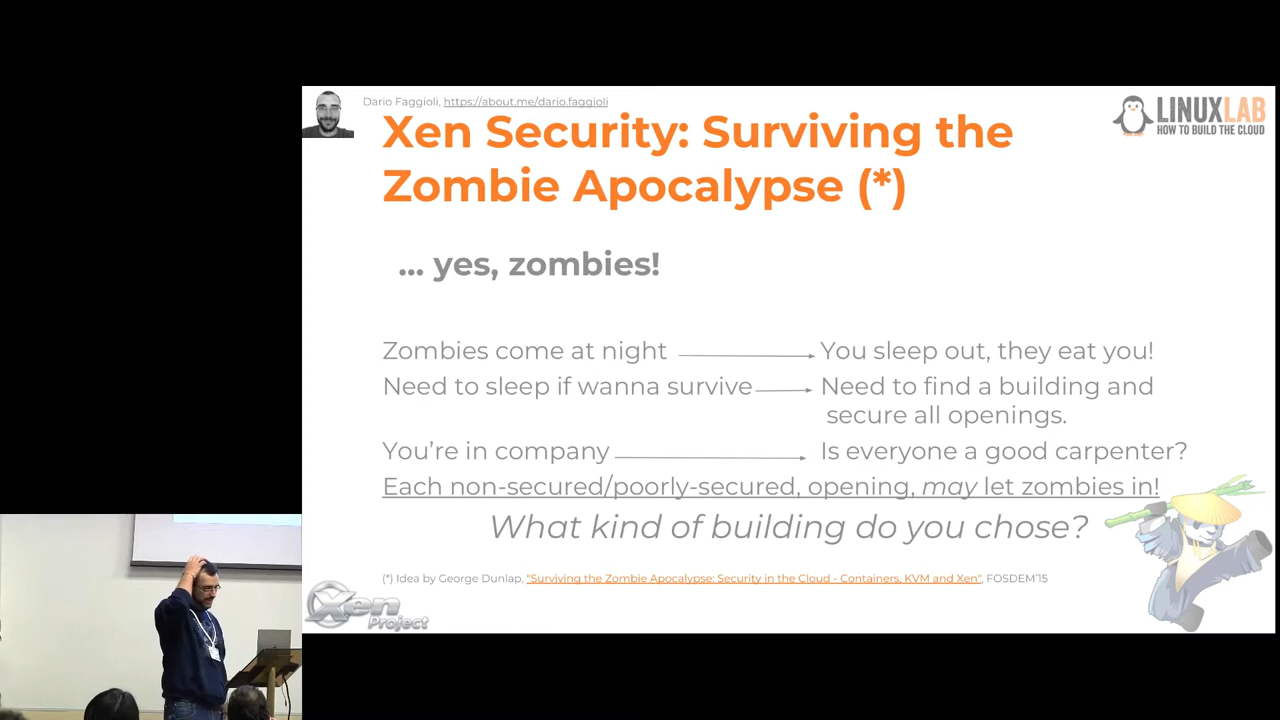 Dario Faggioli, https://about.me/dario.faggioli
LINUXLAB
HOW TO BUILD THE CLOUD
Xen Security: Surviving the
Zombie Apocalypse (*)
... yes, zombies!
Zombies come at night You sleep out, they eat you!
Need to sleep if wanna survive Need to find a building and
secure all openings.
You're in company Is everyone a good carpenter?
Each non-secured/poorly-secured, opening, may let zombies in!
What kind of building do you chose?
(*) Idea by George Dunlap, "Surviving the Zombie Apocalypse: Security in the Cloud - Containers, KVM and Xen", FOSDEM'15
Xen
Project